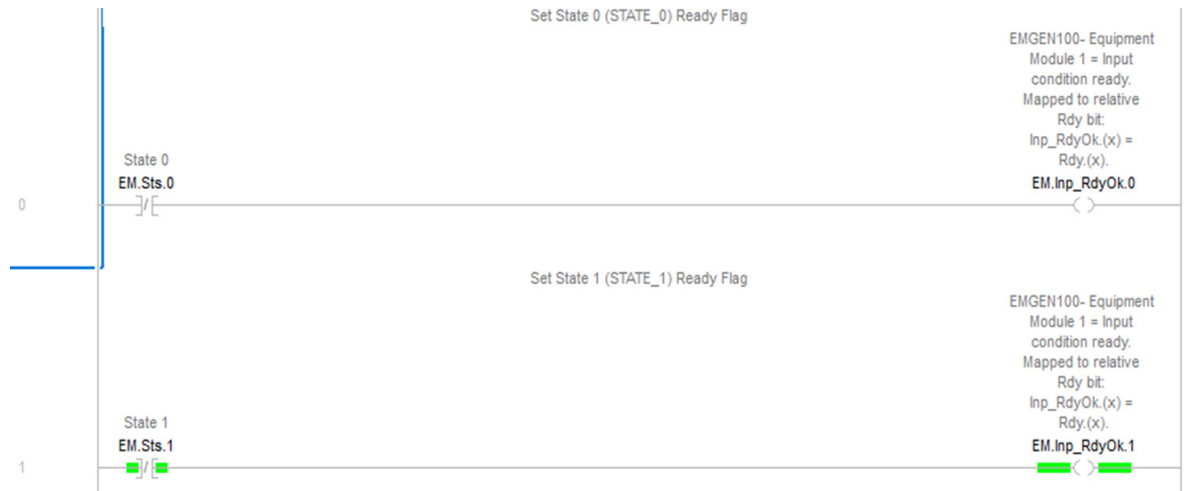 Set State 0 (STATE_0) Ready Flag
EMGEN100- Equipment
Module 1 = Input
condition ready.
Mapped to relative
Rdy bit:
Inp_RdyOk.(x) =
Rdy.(x).
State 0
EM.Sts.0
EM.Inp_RdyOk.0
0
Set State 1 (STATE_1) Ready Flag
EMGEN100- Equipment
Module 1 = Input
condition ready.
Mapped to relative
Rdy bit:
Inp_RdyOk.(x) =
Rdy.(x).
State 1
EM.Sts.1
EM.Inp_RdyOk.1
1